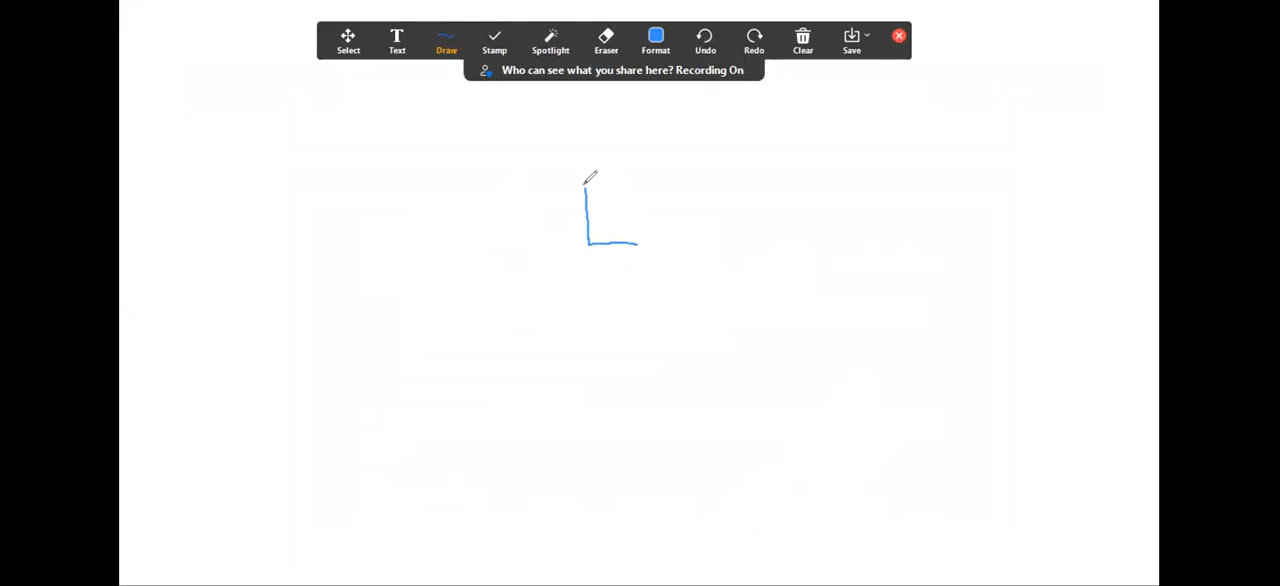 Select Text Draw Stamp Spotlight Eraser Format Undo Redo Clear Save
Who can see what you share here? Recording On